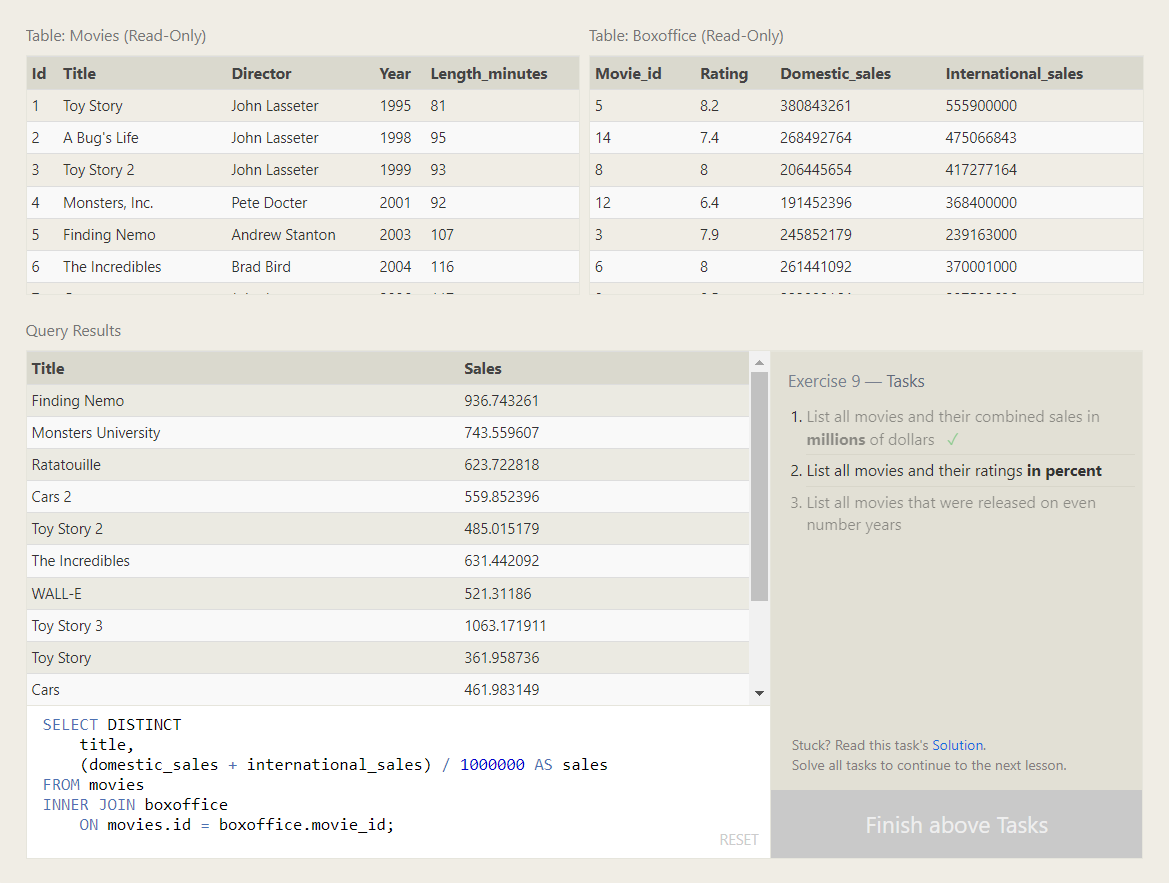 Table: Movies (Read-Only)
Id Title Director Year Length_minutes
1 Toy Story John Lasseter 1995 81
2 A Bug's Life John Lasseter 1998 95
3 Toy Story 2 John Lasseter 1999 93
4 Monsters, Inc. Pete Docter 2001 92
5 Finding Nemo Andrew Stanton 2003 107
6 The Incredibles Brad Bird 2004 116
Table: Boxoffice (Read-Only)
Movie_id Rating Domestic_sales International_sales
5 8.2 380843261 555900000
14 7.4 268492764 475066843
8 8 206445654 417277164
12 6.4 191452396 368400000
3 7.9 245852179 239163000
6 8 261441092 370001000
Query Results
Title Sales
Finding Nemo 936.743261
Monsters University 743.559607
Ratatouille 623.722818
Cars 2 559.852396
Toy Story 2 485.015179
The Incredibles 631.442092
WALL-E 521.31186
Toy Story 3 1063.171911
Toy Story 361.958736
Cars 461.983149
SELECT DISTINCT
title,
(domestic_sales + international_sales) / 1000000 AS sales
FROM movies
INNER JOIN boxoffice
ON movies.id = boxoffice.movie_id;
RESET
Exercise 9 — Tasks
1. List all movies and their combined sales in
millions of dollars ✓
2. List all movies and their ratings in percent
3. List all movies that were released on even
number years
Stuck? Read this task's Solution.
Solve all tasks to continue to the next lesson.
Finish above Tasks